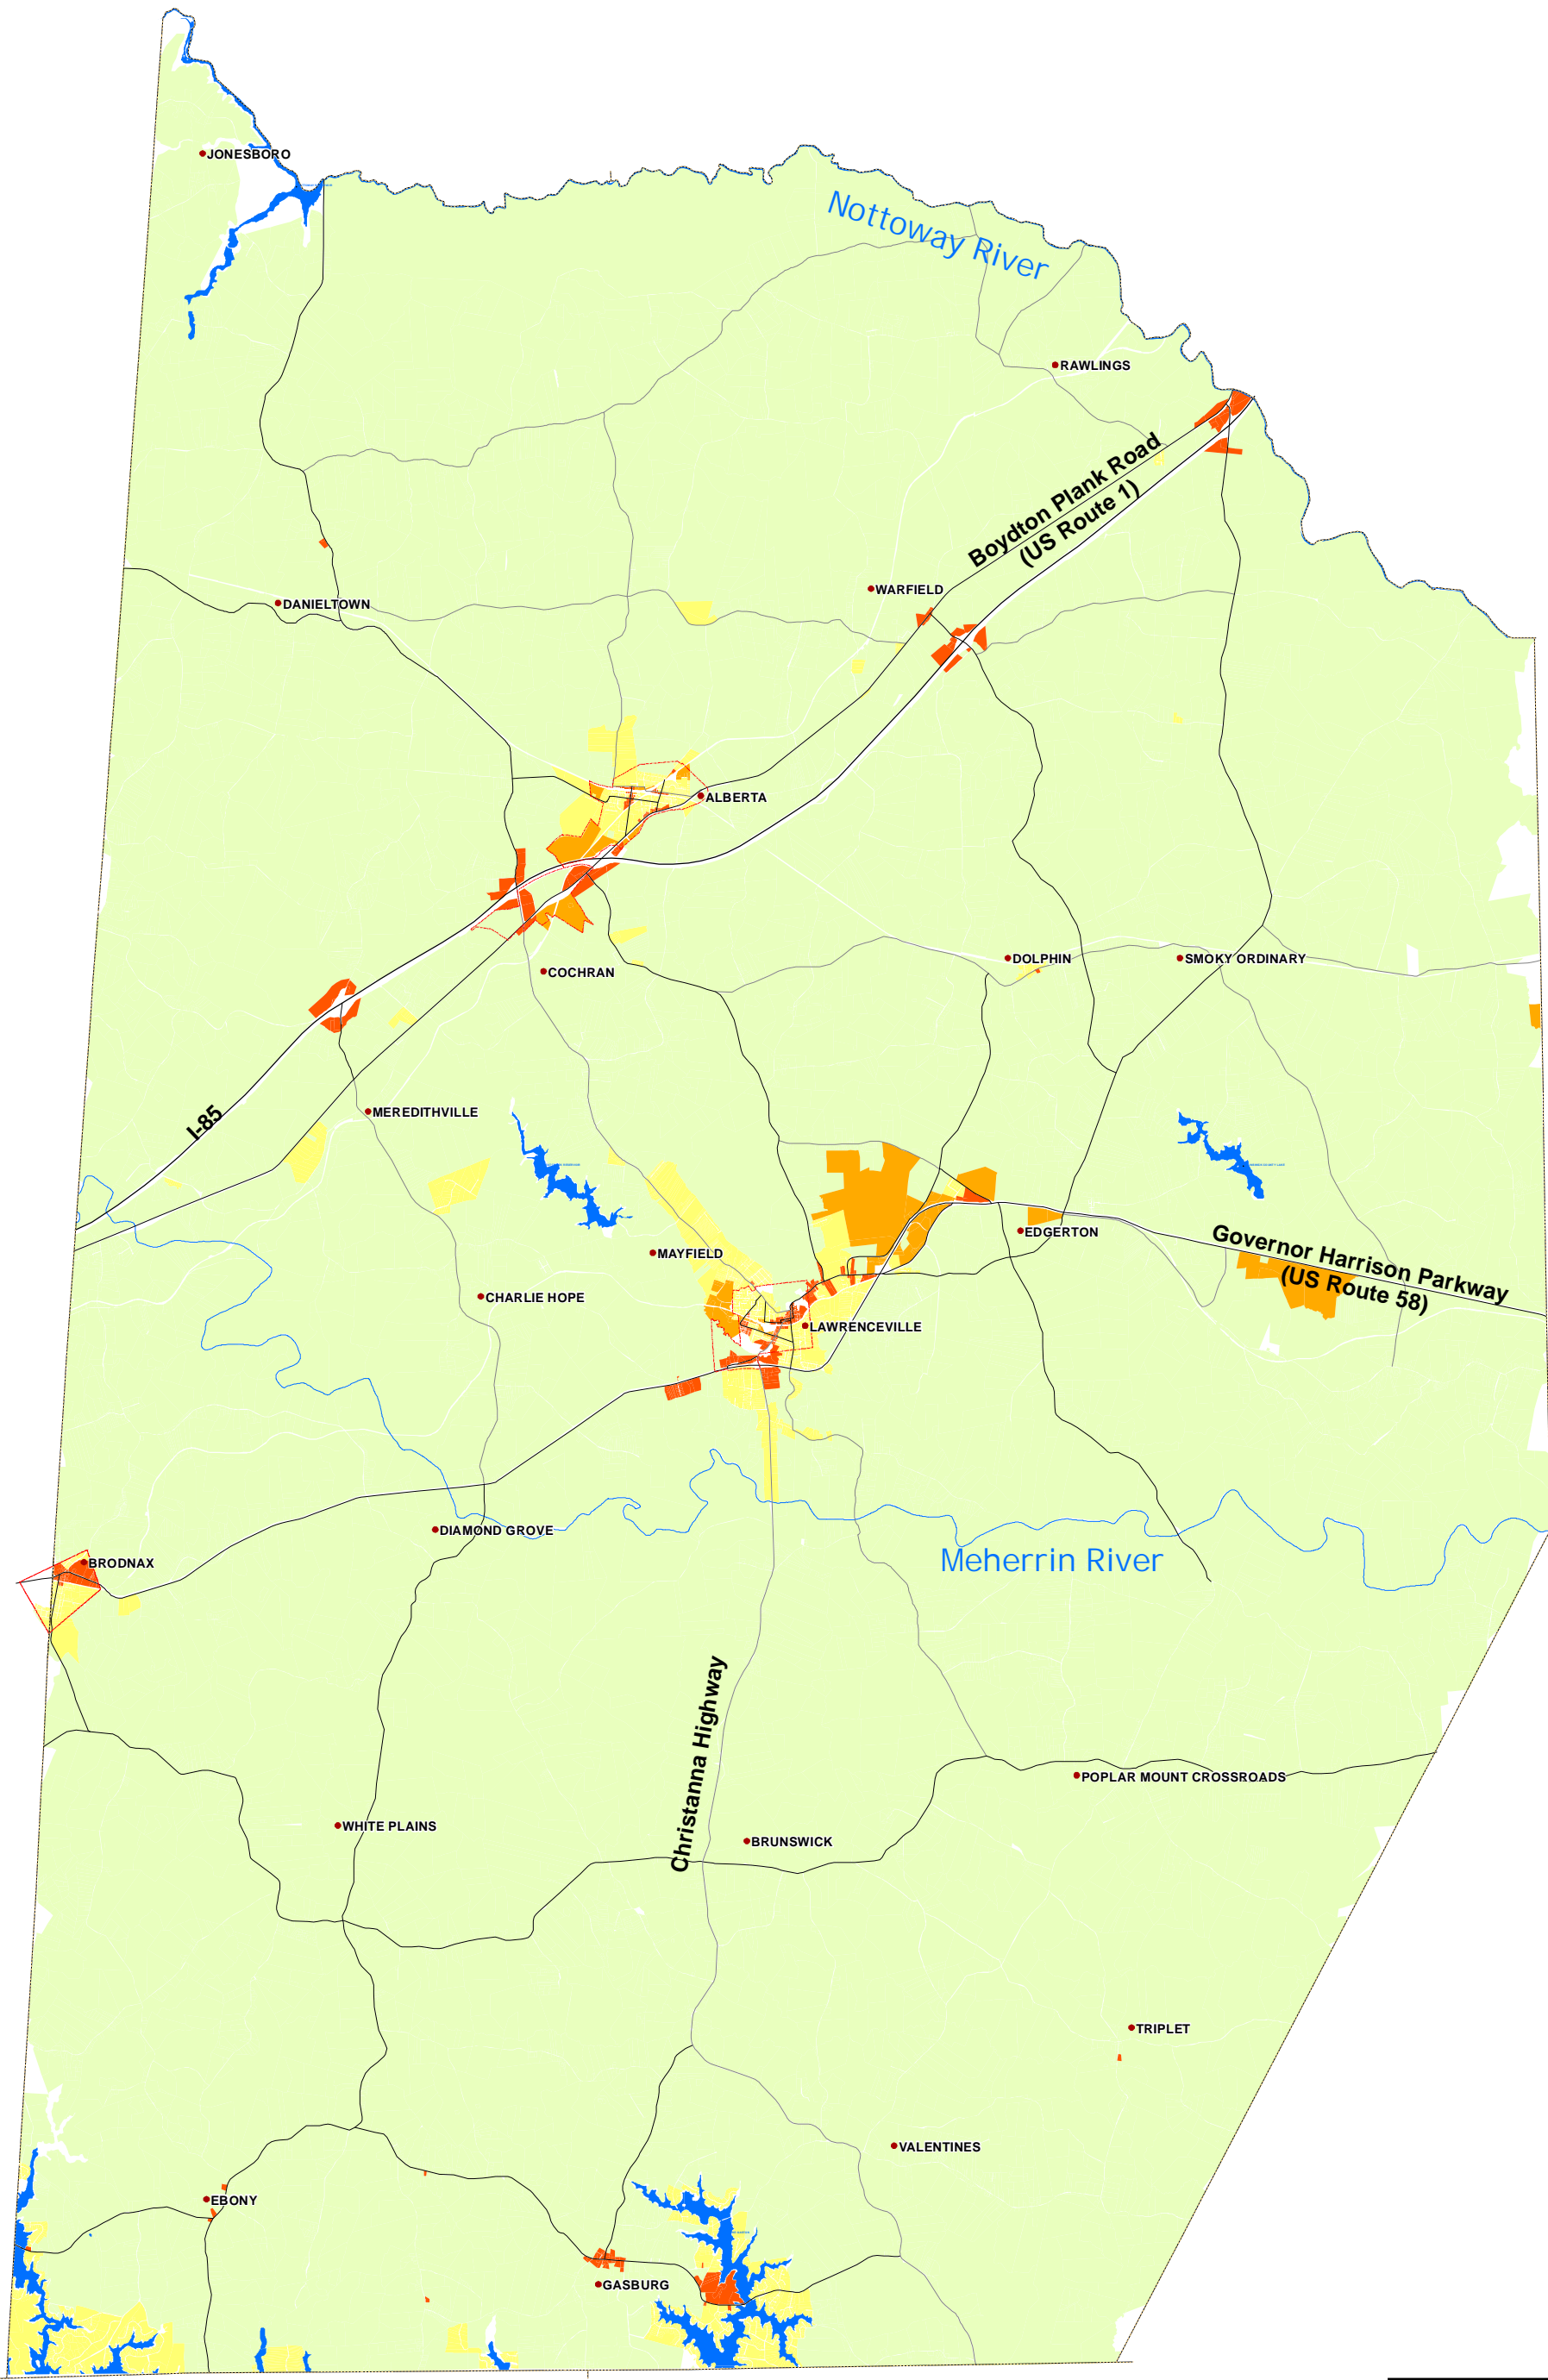 JONESBORO
Nottoway River
RAWLINGS
Boydton Plank Road
(US Route 1)
WARFIELD
DANIELTOWN
ALBERTA
DOLPHIN
SMOKY ORDINARY
COCHRAN
MEREDITHVILLE
I-85
EDGERTON
Governor Harrison Parkway
(US Route 58)
MAYFIELD
CHARLIE HOPE
LAWRENCEVILLE
DIAMOND GROVE
BRODNAX
Meherrin River
Christanna Highway
POPLAR MOUNT CROSSROADS
WHITE PLAINS
BRUNSWICK
TRIPLET
VALENTINES
EBONY
GASBURG